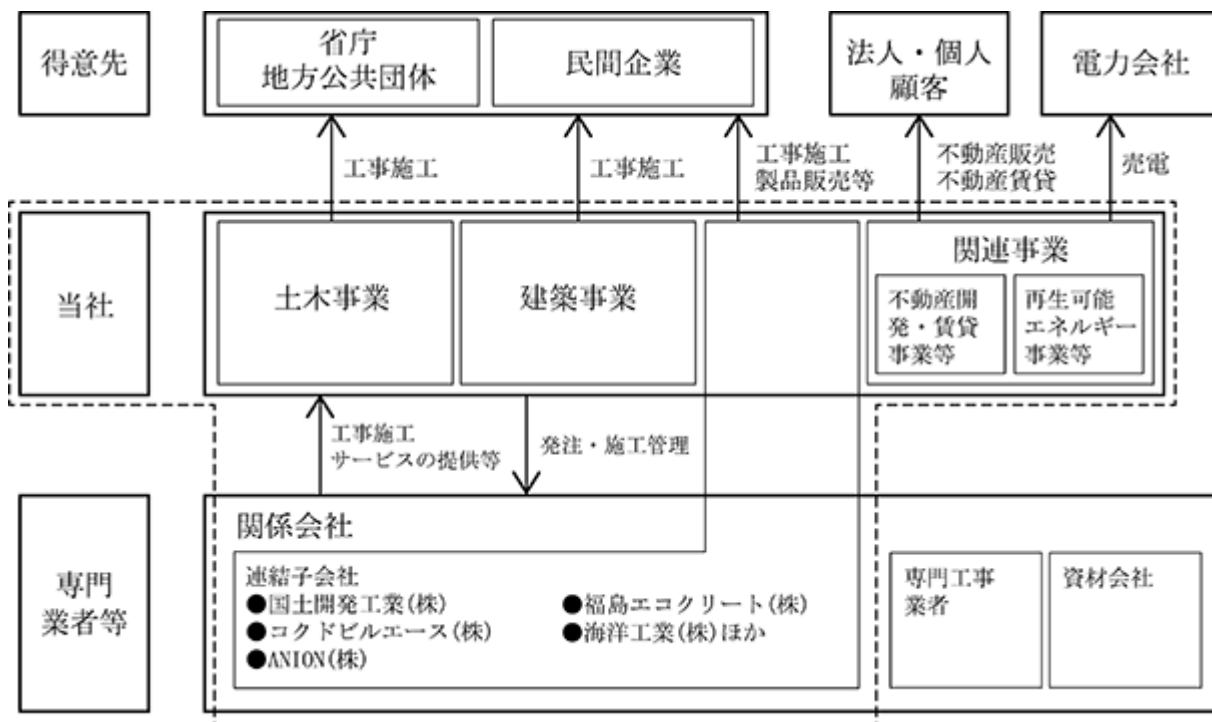 得意先
省庁
地方公共団体
民間企業
法人・個人
顧客
電力会社
工事施工
工事施工
工事施工
製品販売等
不動産販売
不動産賃貸
売電
当社
土木事業
建築事業
関連事業
不動産開
発・賃貸
事業等
再生可能
エネルギー
事業等
工事施工
サービスの提供等
発注・施工管理
専門
業者等
関係会社
連結子会社
●国土開発工業(株)
●コクドビルエース(株)
●ANION(株)
●福島エコクリート(株)
●海洋工業(株)ほか
専門工事
業者
資材会社